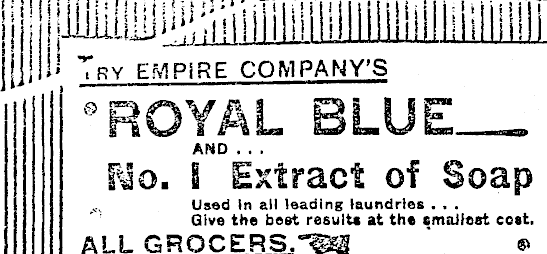 TRY EMPIRE COMPANY'S
ROYAL BLUE
AND ...
No. 1 Extract of Soap
Used in all leading laundries ...
Give the best results at the smallest cost.
ALL GROCERS.